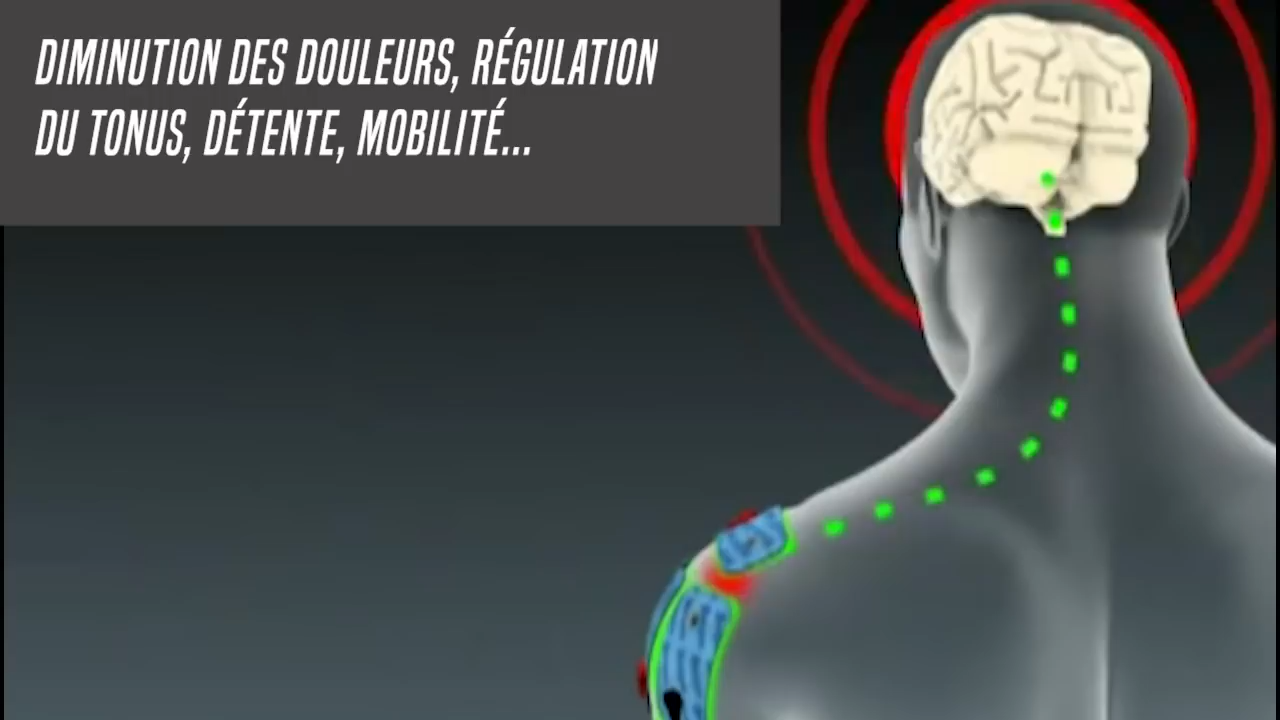 DIMINUTION DES DOULEURS, RÉGULATION
DU TONUS, DÉTENTE, MOBILITÉ...